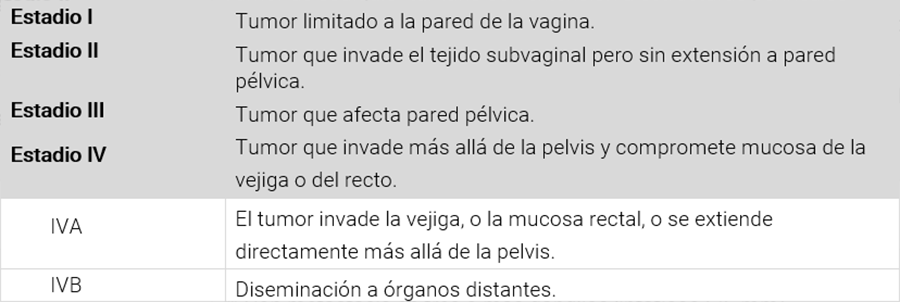 Estadio I Tumor limitado a la pared de la vagina.
Estadio II Tumor que invade el tejido subvaginal pero sin extensión a pared
pélvica.
Estadio III Tumor que afecta pared pélvica.
Estadio IV Tumor que invade más allá de la pelvis y compromete mucosa de la
vejiga o del recto.
IVA El tumor invade la vejiga, o la mucosa rectal, o se extiende
directamente más allá de la pelvis.
IVB Diseminación a órganos distantes.